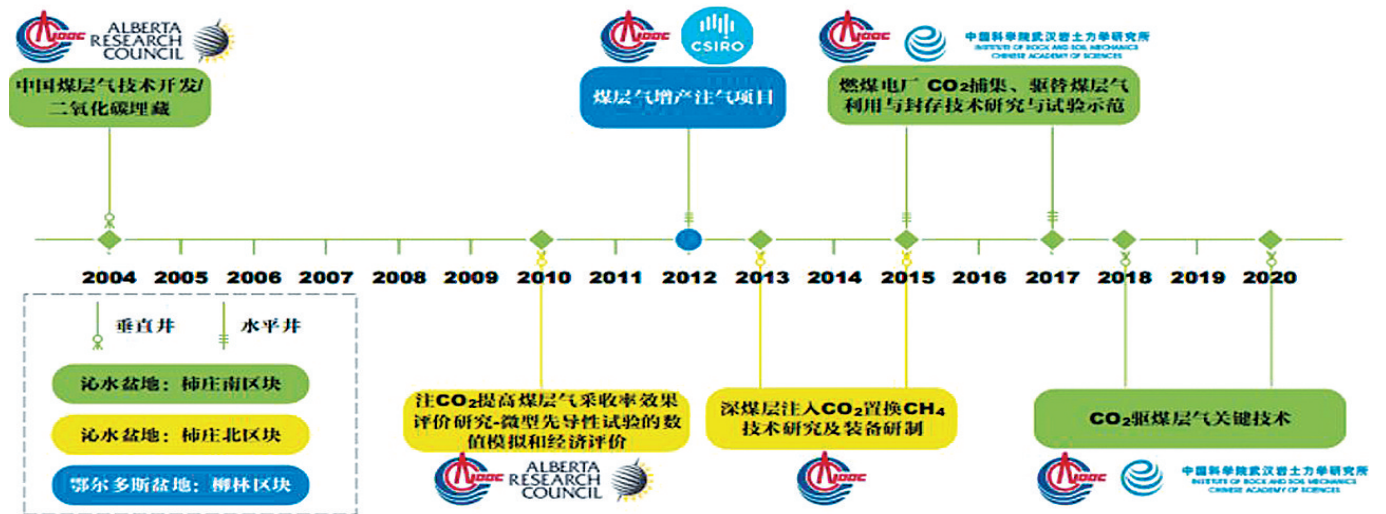 ALBERTA
RESEARCH
COUNCIL
中国煤层气技术开发/
二氧化碳埋藏
CSIRO
煤层气增产注气项目
中国科学院武汉岩土力学研究所
INSTITUTE OF ROCK AND SOIL MECHANICS
CHINESE ACADEMY OF SCIENCES
燃煤电厂 CO₂捕集、驱替煤层气
利用与封存技术研究与试验示范
2004 2005 2006 2007 2008 2009 2010 2011 2012 2013 2014 2015 2016 2017 2018 2019 2020
垂直井 水平井
沁水盆地：柿庄南区块
沁水盆地：柿庄北区块
鄂尔多斯盆地：柳林区块
注CO₂提高煤层气采收率效果
评价研究-微型先导性试验的数
值模拟和经济评价
ALBERTA
RESEARCH
COUNCIL
深煤层注入CO₂置换CH₄
技术研究及装备研制
CO₂驱煤层气关键技术
中国科学院武汉岩土力学研究所
INSTITUTE OF ROCK AND SOIL MECHANICS
CHINESE ACADEMY OF SCIENCES